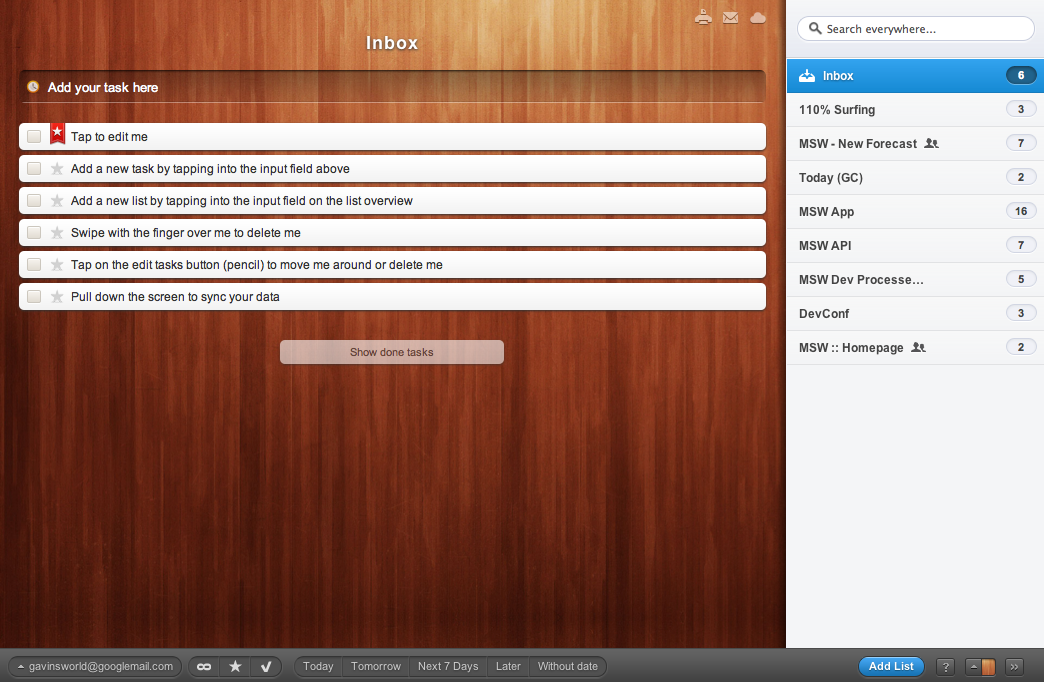 Inbox
Add your task here
Tap to edit me
Add a new task by tapping into the input field above
Add a new list by tapping into the input field on the list overview
Swipe with the finger over me to delete me
Tap on the edit tasks button (pencil) to move me around or delete me
Pull down the screen to sync your data
Show done tasks
Search everywhere...
Inbox 6
110% Surfing 3
MSW - New Forecast 7
Today (GC) 2
MSW App 16
MSW API 7
MSW Dev Processe... 5
DevConf 3
MSW :: Homepage 2
gavinsworld@googlemail.com Today Tomorrow Next 7 Days Later Without date Add List ? »